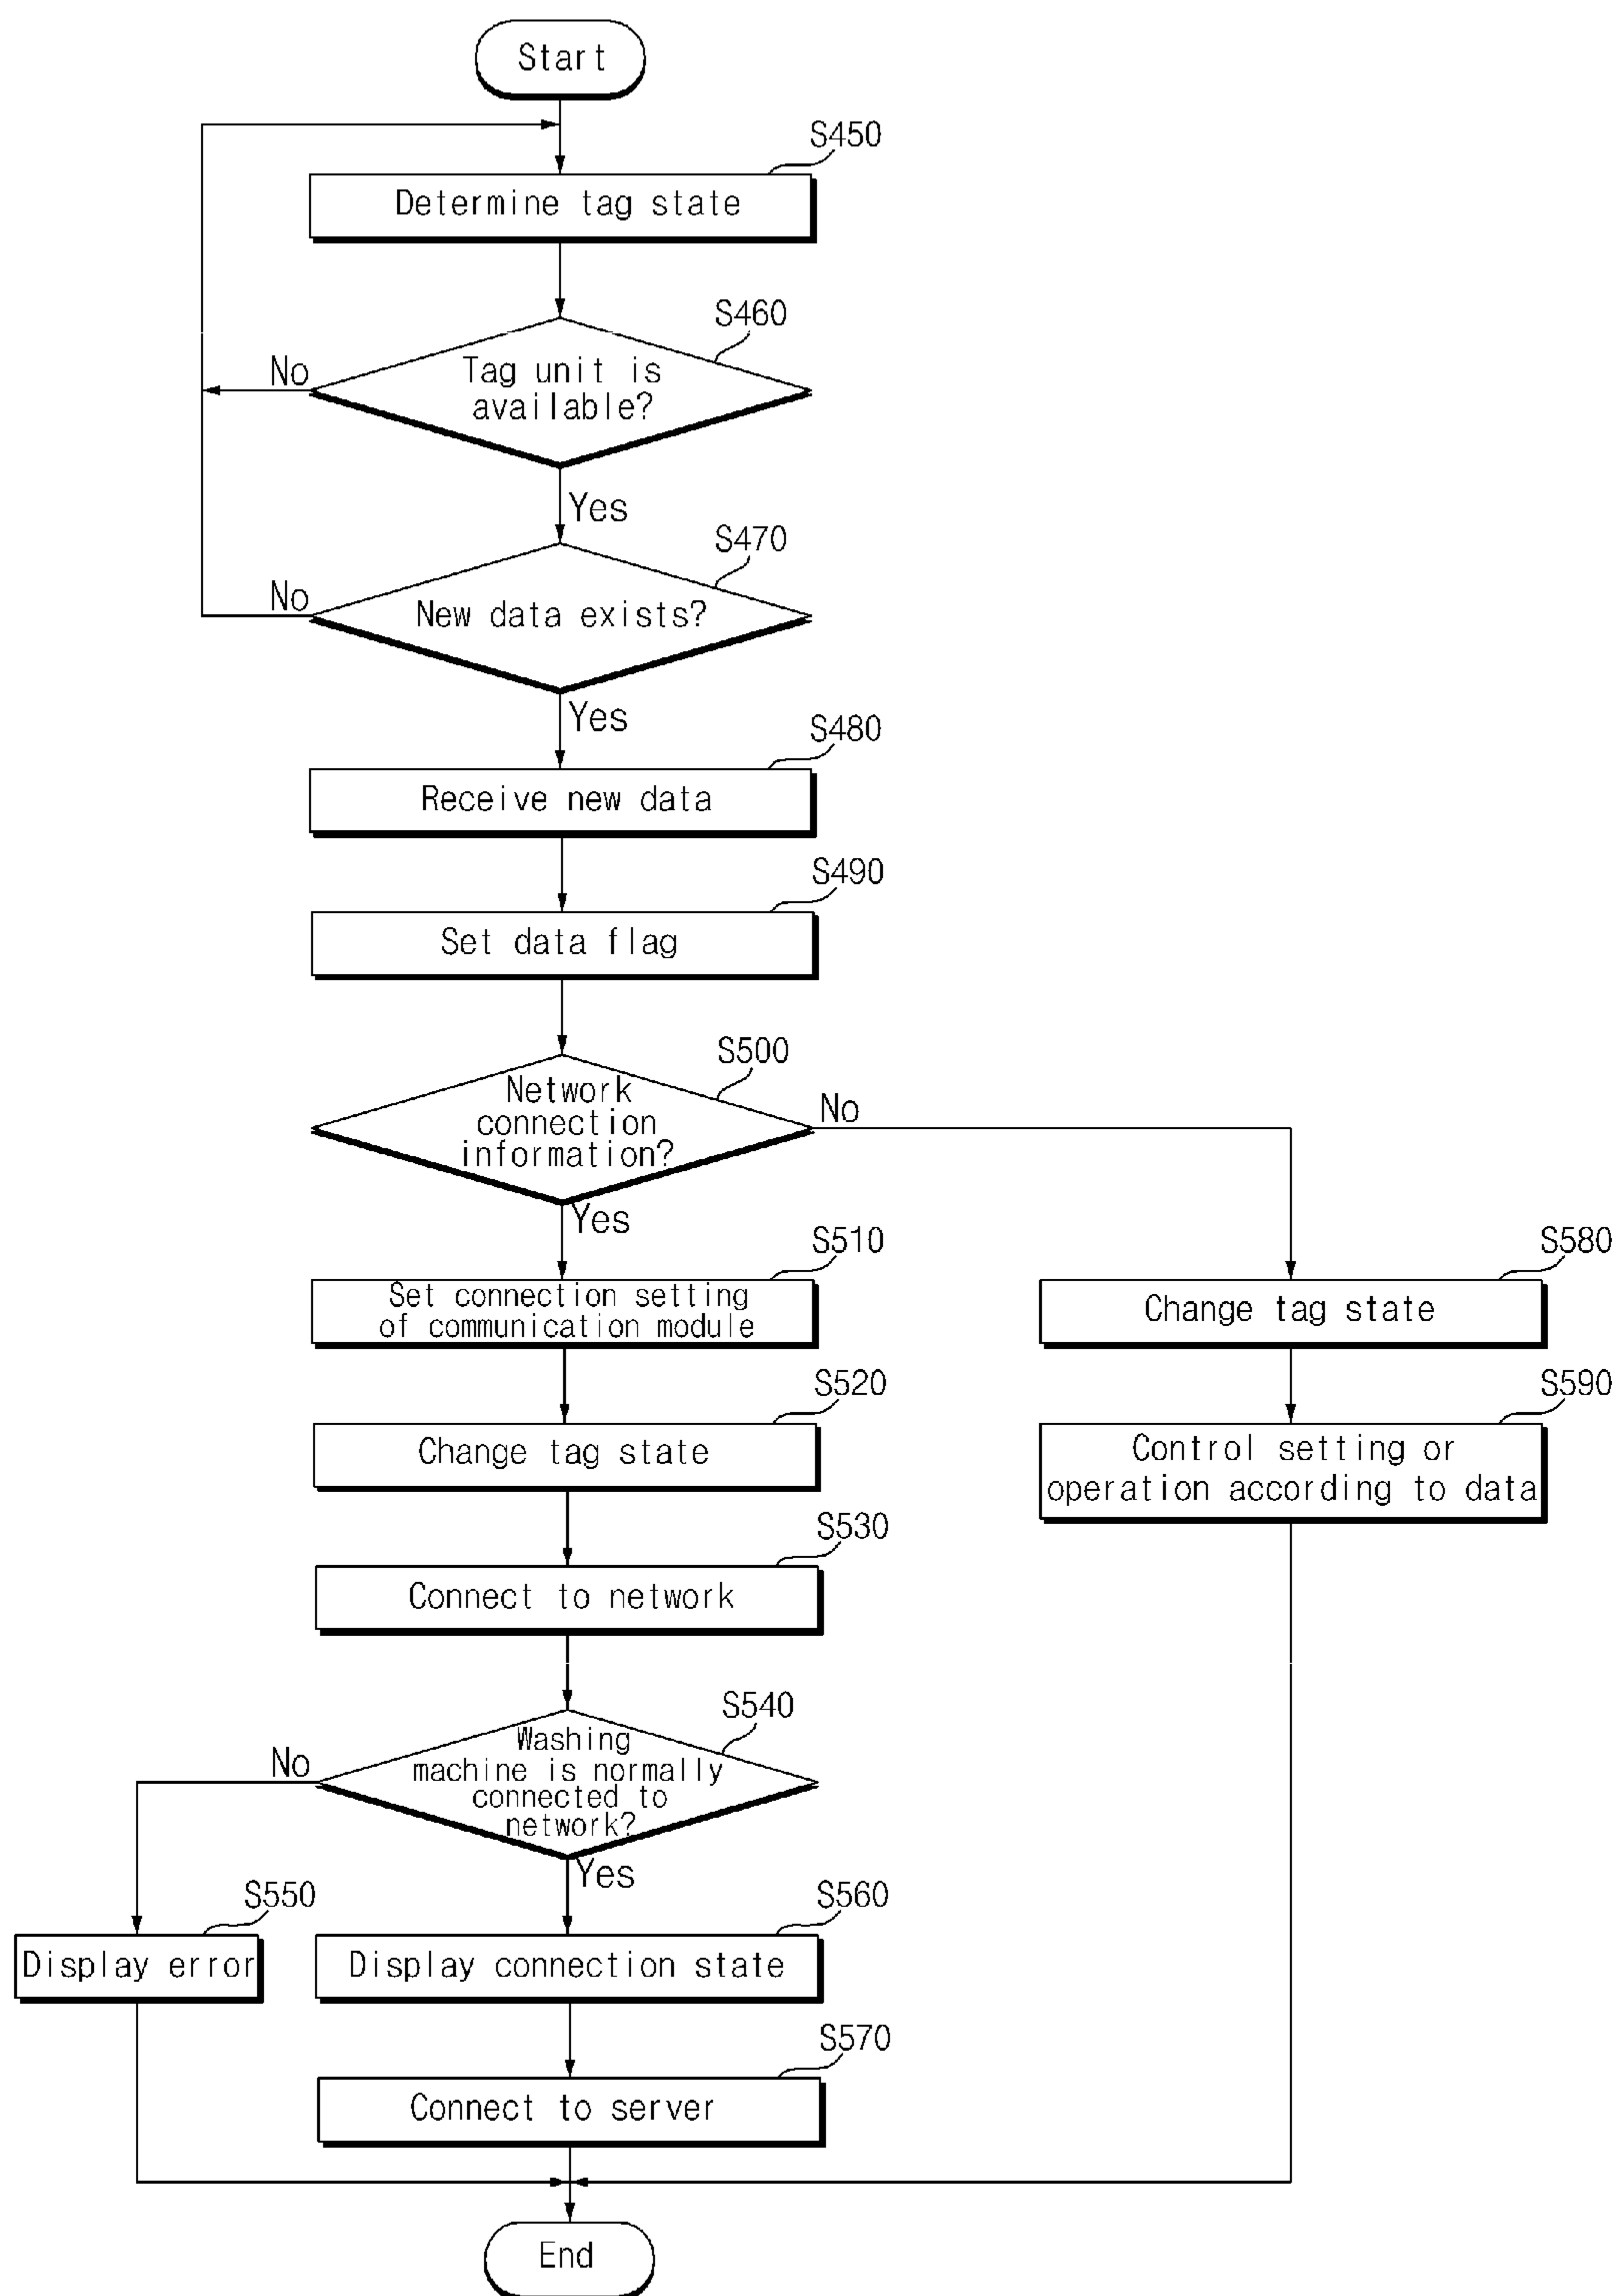 Start
S450
Determine tag state
S460
Tag unit is
available?
No
Yes
S470
New data exists?
No
Yes
S480
Receive new data
S490
Set data flag
S500
Network
connection
information?
No
Yes
S510
Set connection setting
of communication module
S580
Change tag state
S520
Change tag state
S590
Control setting or
operation according to data
S530
Connect to network
S540
Washing
machine is normally
connected to
network?
No
Yes
S550
Display error
S560
Display connection state
S570
Connect to server
End